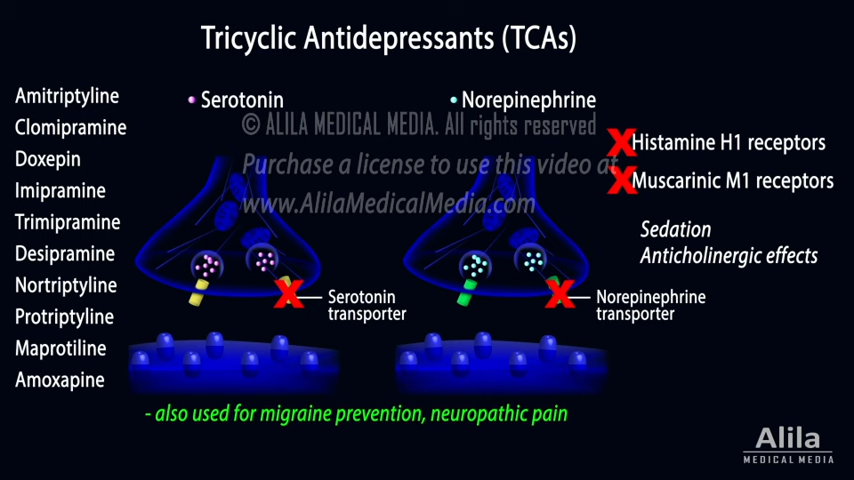 Tricyclic Antidepressants (TCAs)
Amitriptyline
Clomipramine
Doxepin
Imipramine
Trimipramine
Desipramine
Nortriptyline
Protriptyline
Maprotiline
Amoxapine
Serotonin
Norepinephrine
© ALILA MEDICAL MEDIA. All rights reserved
Purchase a license to use this video at
www.AlilaMedicalMedia.com
Histamine H1 receptors
Muscarinic M1 receptors
Sedation
Anticholinergic effects
Serotonin
transporter
Norepinephrine
transporter
- also used for migraine prevention, neuropathic pain
Alila
MEDICAL MEDIA